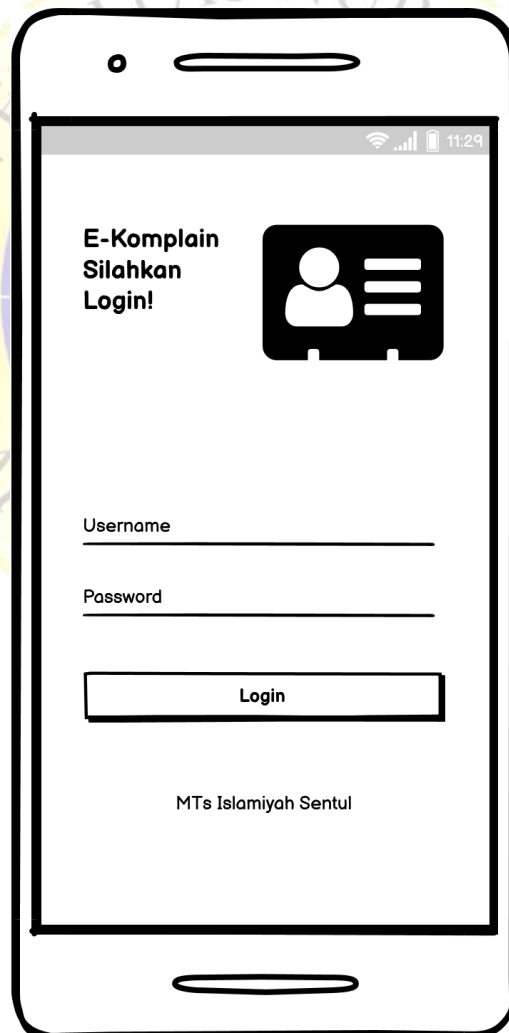 11:29
E-Komplain
Silahkan
Login!
Username
Password
Login
MTs Islamiyah Sentul